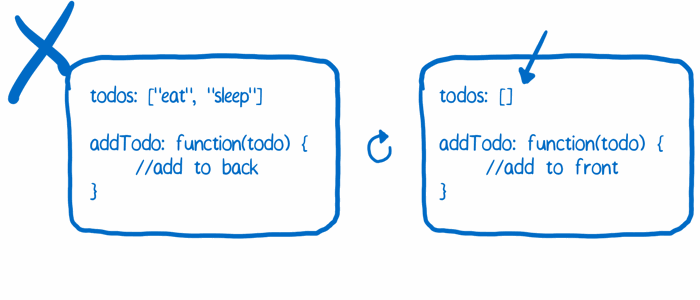 todos: ["eat", "sleep"]
addTodo: function(todo) {
//add to back
}
todos: []
addTodo: function(todo) {
//add to front
}